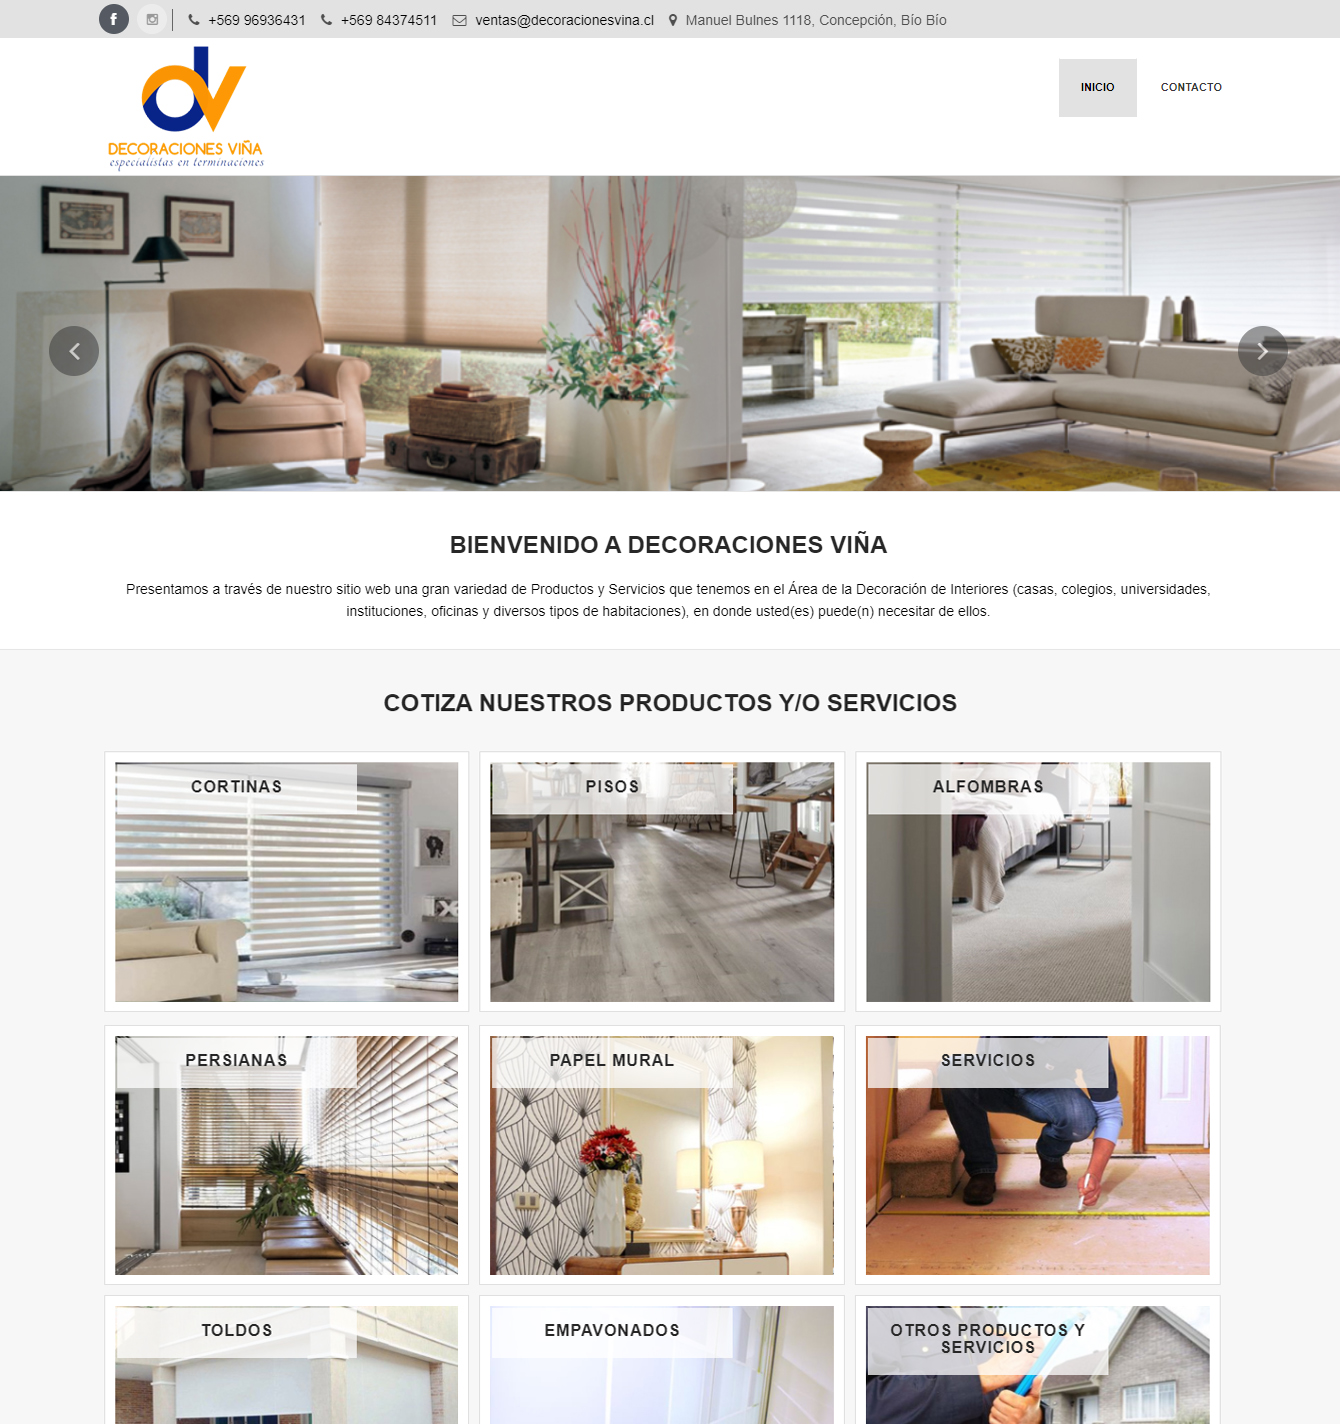 +569 96936431 +569 84374511 ventas@decoracionesvina.cl Manuel Bulnes 1118, Concepción, Bío Bío
dv
DECORACIONES VIÑA
especialistas en terminaciones
INICIO CONTACTO
BIENVENIDO A DECORACIONES VIÑA
Presentamos a través de nuestro sitio web una gran variedad de Productos y Servicios que tenemos en el Área de la Decoración de Interiores (casas, colegios, universidades,
instituciones, oficinas y diversos tipos de habitaciones), en donde usted(es) puede(n) necesitar de ellos.
COTIZA NUESTROS PRODUCTOS Y/O SERVICIOS
CORTINAS
PISOS
ALFOMBRAS
PERSIANAS
PAPEL MURAL
SERVICIOS
TOLDOS
EMPAVONADOS
OTROS PRODUCTOS Y
SERVICIOS